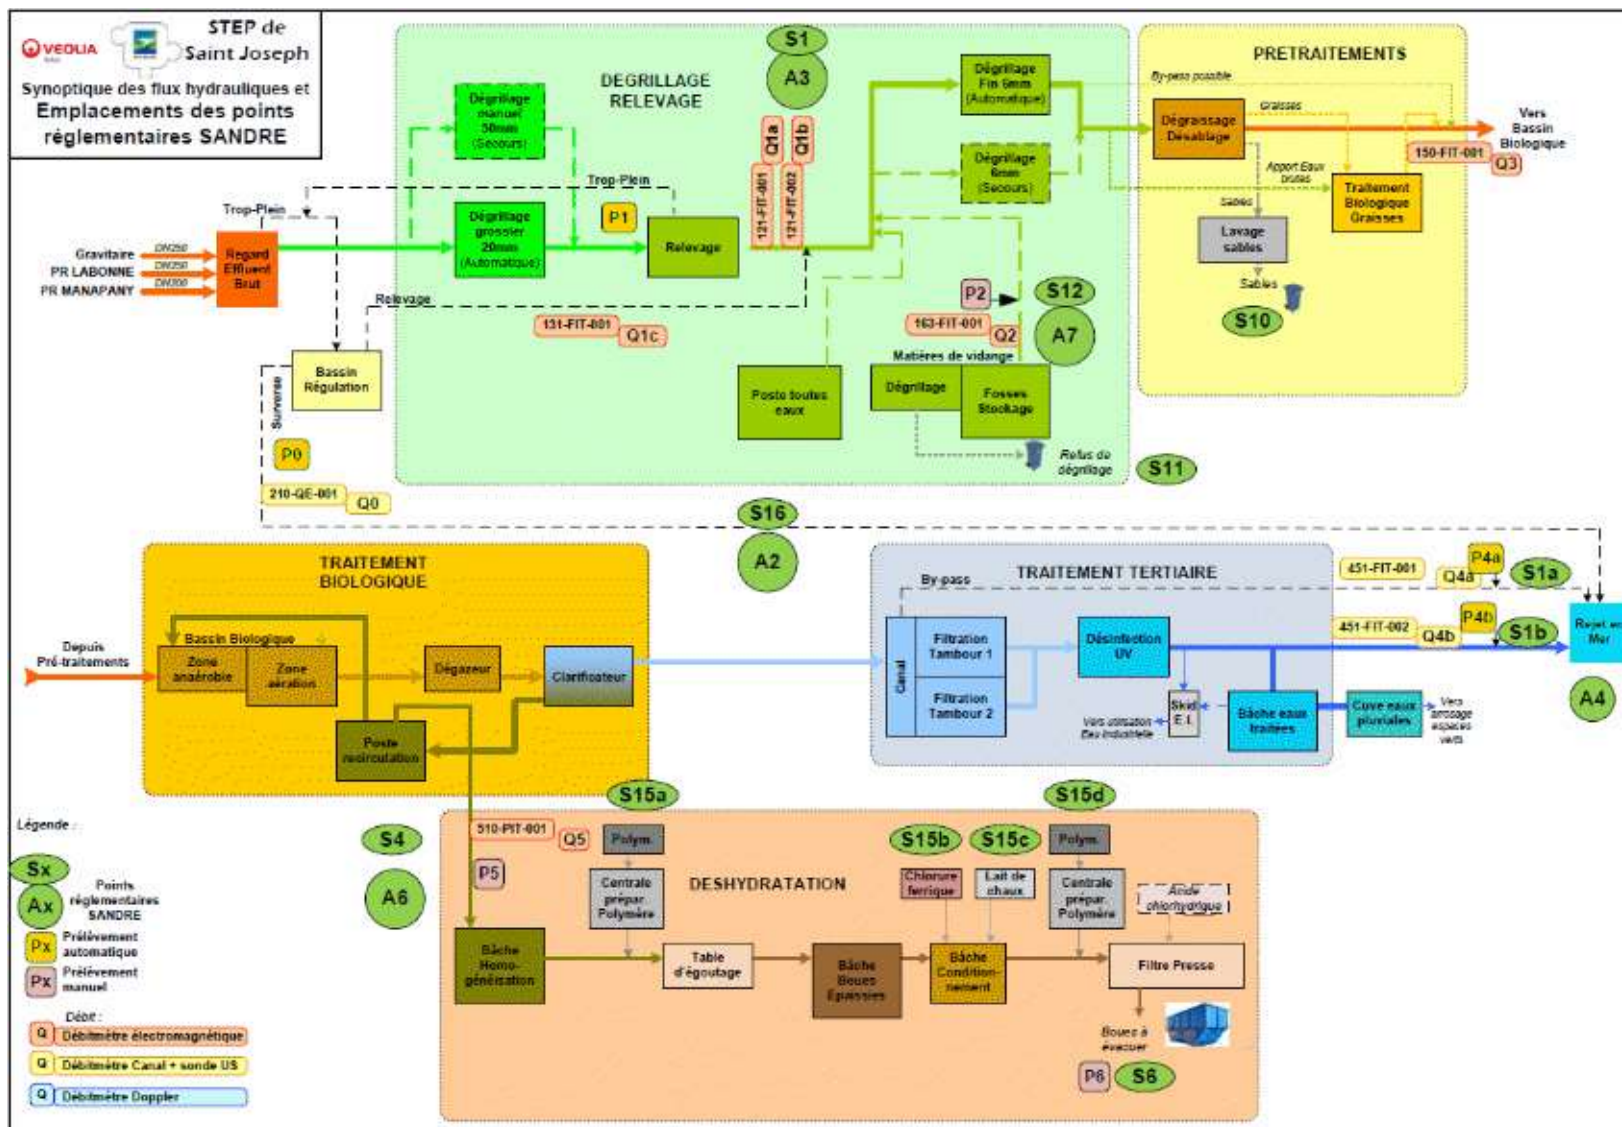 VEOLIA
STEP de
Saint Joseph
Synoptique des flux hydrauliques et
Emplacements des points
réglementaires SANDRE
DEGRILLAGE
RELEVAGE
S1
A3
Dégrillage
manuel
50mm
(Secours)
Dégrillage
grossier
20mm
(Automatique)
P1
Trop-Plein
Relevage
121-FIT-001
Q1a
121-FIT-002
Q1b
Dégrillage
Fin 6mm
(Automatique)
Dégrillage
6mm
(Secours)
PRETRAITEMENTS
By-pass possible
Dégraissage
Désablage
Graisses
Apport Eaux
brutes
Sables
Traitement
Biologique
Graisses
150-FIT-001
Q3
Vers
Bassin
Biologique
Lavage
sables
Sables
S10
Trop-Plein
Gravitaire
DN250
PR LABONNE
DN250
PR MANAPANY
DN200
Regard
Effluent
Brut
Relevage
131-FIT-001
Q1c
Bassin
Régulation
Surverse
P0
210-QE-001
Q0
Poste toutes
eaux
P2
163-FIT-001
Q2
S12
A7
Matières de vidange
Dégrillage
Fosses
Stockage
Refus de
dégrillage
S11
S16
A2
TRAITEMENT
BIOLOGIQUE
Depuis
Pré-traitements
Bassin Biologique
Zone
anaérobie
Zone
aération
Dégazeur
Clarificateur
Poste
recirculation
TRAITEMENT TERTIAIRE
By-pass
Canal
Filtration
Tambour 1
Filtration
Tambour 2
Désinfection
UV
Skid
E.I.
Vers utilisation
Eau industrielle
Bâche eaux
traitées
Cuve eaux
pluviales
Vers
arrosage
espaces
verts
451-FIT-001
Q4a
P4a
S1a
451-FIT-002
Q4b
P4b
S1b
Rejet en
Mer
A4
S4
A6
510-PIT-001
Q5
P5
S15a
Polym.
Centrale
prépar.
Polymère
DESHYDRATATION
S15b
Chlorure
ferrique
S15c
Lait de
chaux
S15d
Polym.
Centrale
prépar.
Polymère
Acide
chlorhydrique
Bâche
Homo-
généisation
Table
d'égoutage
Bâche
Boues
Epaissies
Bâche
Condition-
nement
Filtre Presse
Boues à
évacuer
P6
S6
Légende :
Sx
Ax
Points
réglementaires
SANDRE
Px
Prélèvement
automatique
Px
Prélèvement
manuel
Débit :
Q
Débitmètre électromagnétique
Q
Débitmètre Canal + sonde US
Q
Débitmètre Doppler